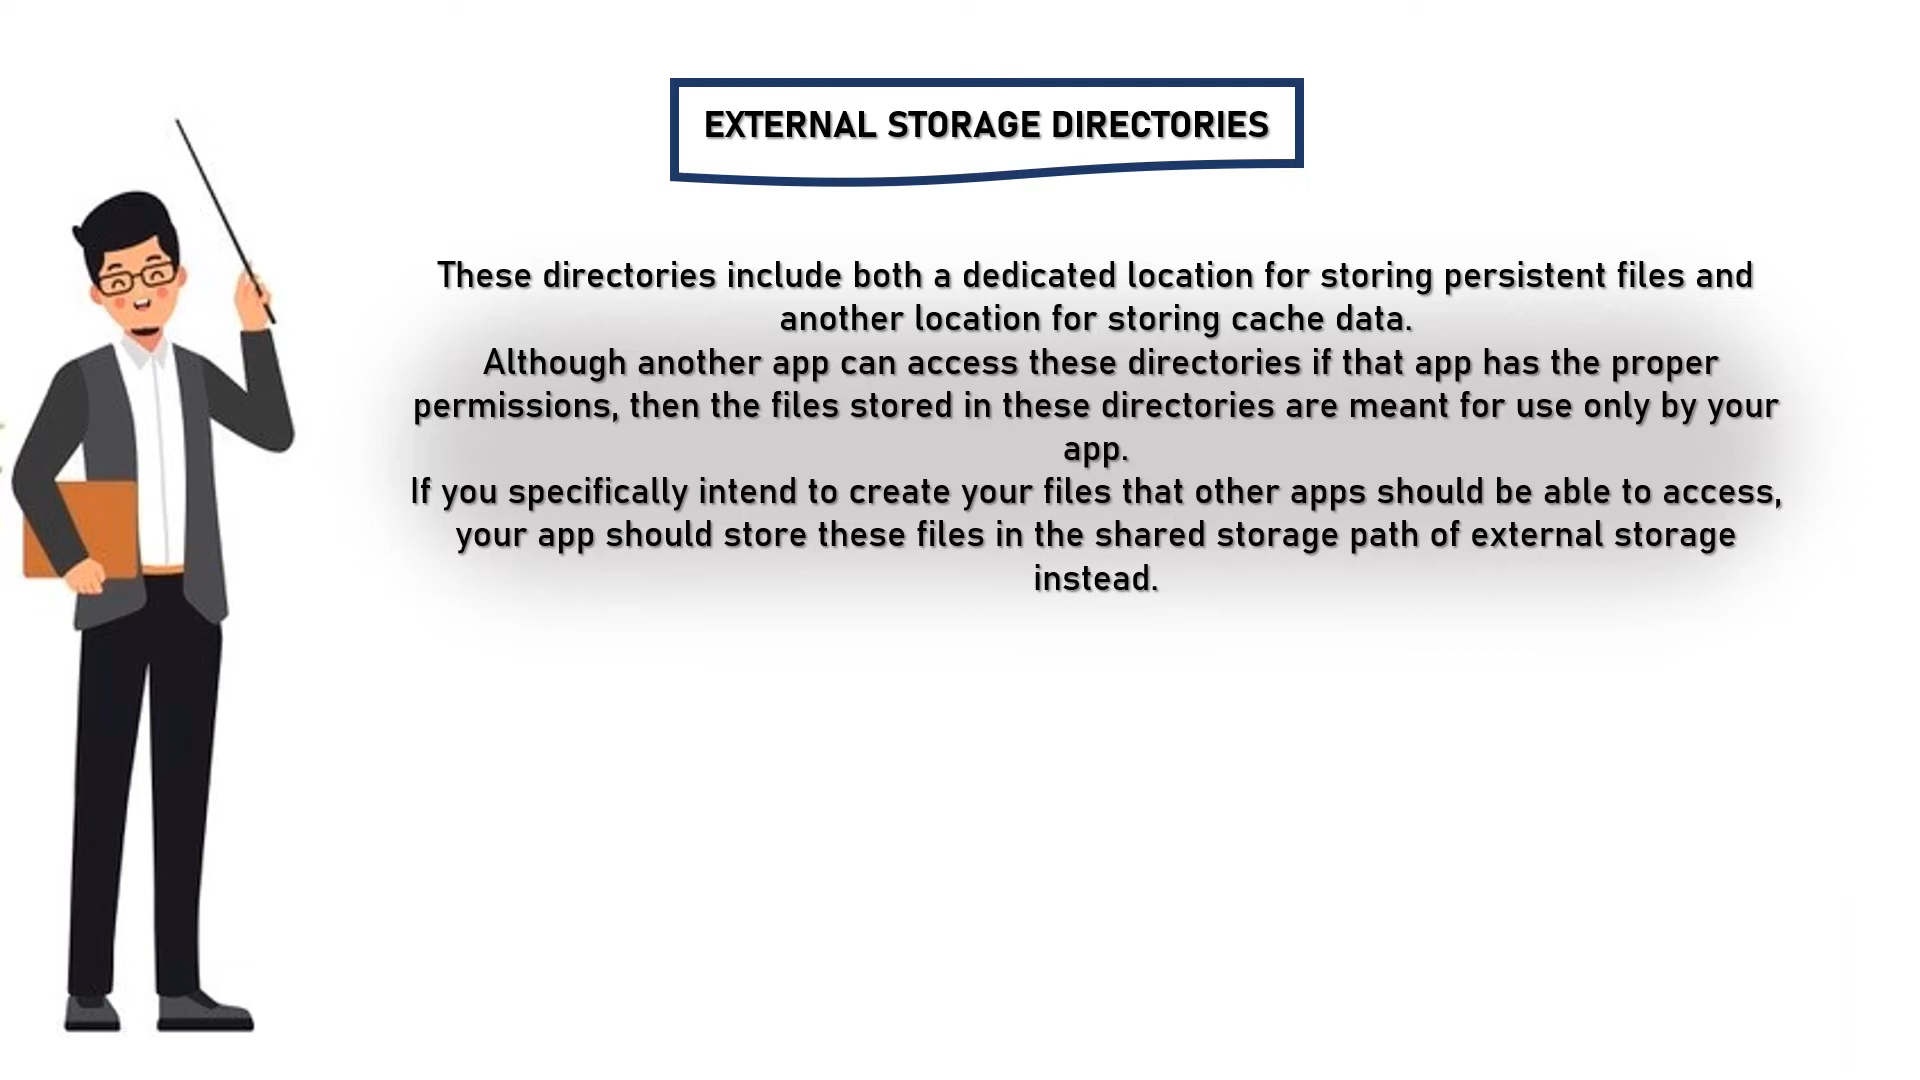 EXTERNAL STORAGE DIRECTORIES
These directories include both a dedicated location for storing persistent files and
another location for storing cache data.
Although another app can access these directories if that app has the proper
permissions, then the files stored in these directories are meant for use only by your
app.
If you specifically intend to create your files that other apps should be able to access,
your app should store these files in the shared storage path of external storage
instead.